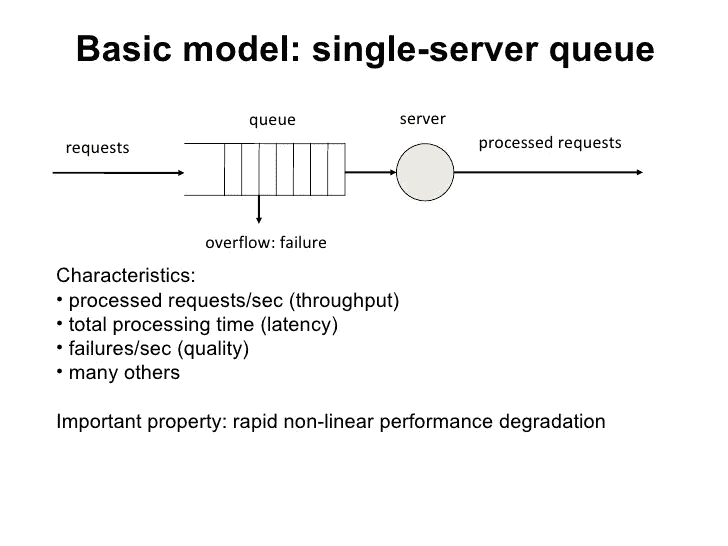 Basic model: single-server queue
queue
server
requests
processed requests
overflow: failure
Characteristics:
• processed requests/sec (throughput)
• total processing time (latency)
• failures/sec (quality)
• many others
Important property: rapid non-linear performance degradation